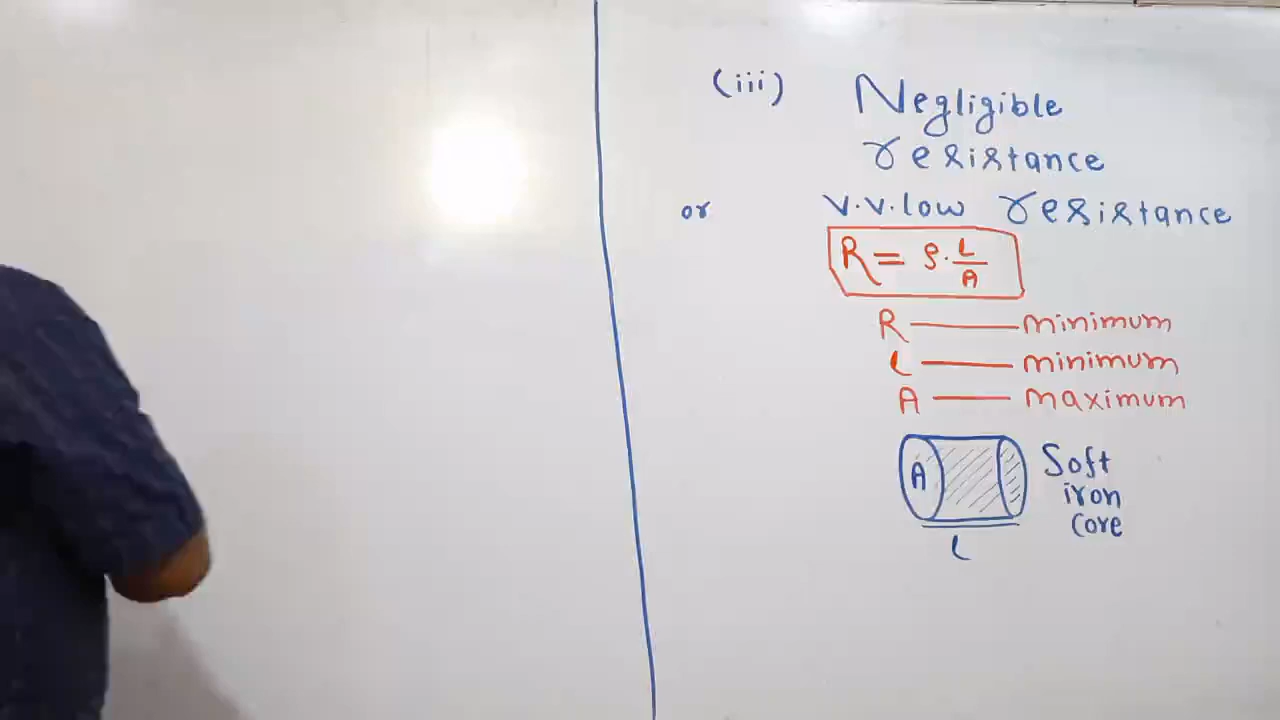 (iii) Negligible
resistance
or v.v.low resistance
R = ρ. L/A
R — minimum
L — minimum
A — maximum
A
Soft
iron
core
L